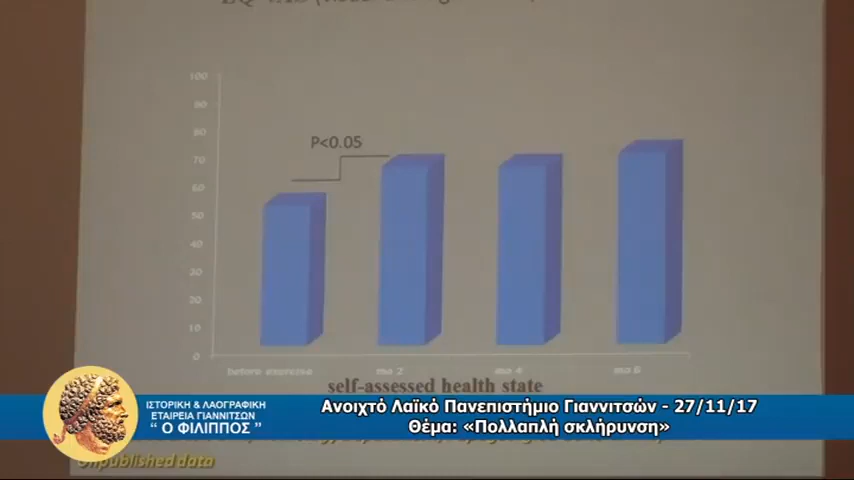 100
90
80
70
60
50
40
30
20
10
0
P<0.05
before exercise
mo 2
mo 4
mo 6
self-assessed health state
ΙΣΤΟΡΙΚΗ & ΛΑΟΓΡΑΦΙΚΗ
ΕΤΑΙΡΕΙΑ ΓΙΑΝΝΙΤΣΩΝ
“ Ο ΦΙΛΙΠΠΟΣ ”
Ανοιχτό Λαϊκό Πανεπιστήμιο Γιαννιτσών - 27/11/17
Θέμα: «Πολλαπλή σκλήρυνση»
Unpublished data